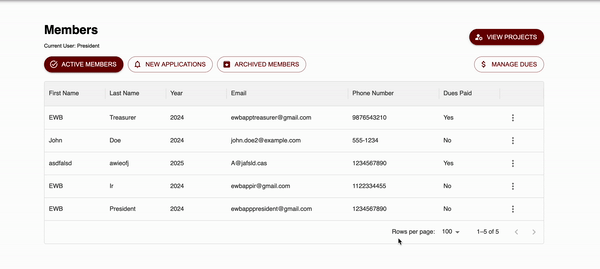 Members
VIEW PROJECTS
Current User: President
ACTIVE MEMBERS NEW APPLICATIONS ARCHIVED MEMBERS $ MANAGE DUES
First Name Last Name Year Email Phone Number Dues Paid
EWB Treasurer 2024 ewbapptreasurer@gmail.com 9876543210 Yes
John Doe 2024 john.doe2@example.com 555-1234 No
asdfalsd awieofj 2025 A@jafsld.cas 1234567890 Yes
EWB Ir 2024 ewbappir@gmail.com 1122334455 No
EWB President 2024 ewbapppresident@gmail.com 1234567890 No
Rows per page: 100 1–5 of 5